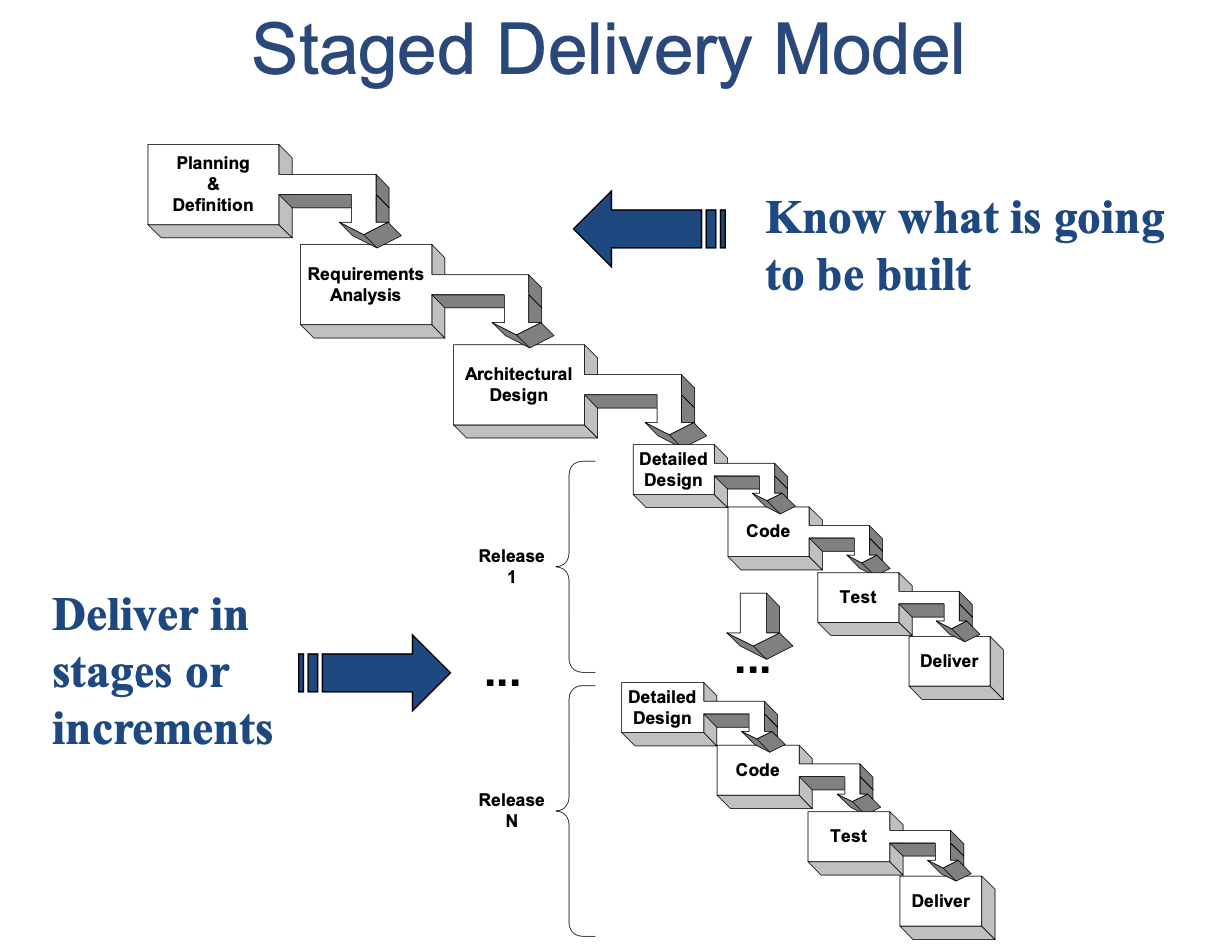 Staged Delivery Model
Planning
&
Definition
Know what is going
to be built
Requirements
Analysis
Architectural
Design
Detailed
Design
Code
Release
1
Test
Deliver
Deliver in
stages or
increments
...
...
Detailed
Design
Code
Release
N
Test
Deliver